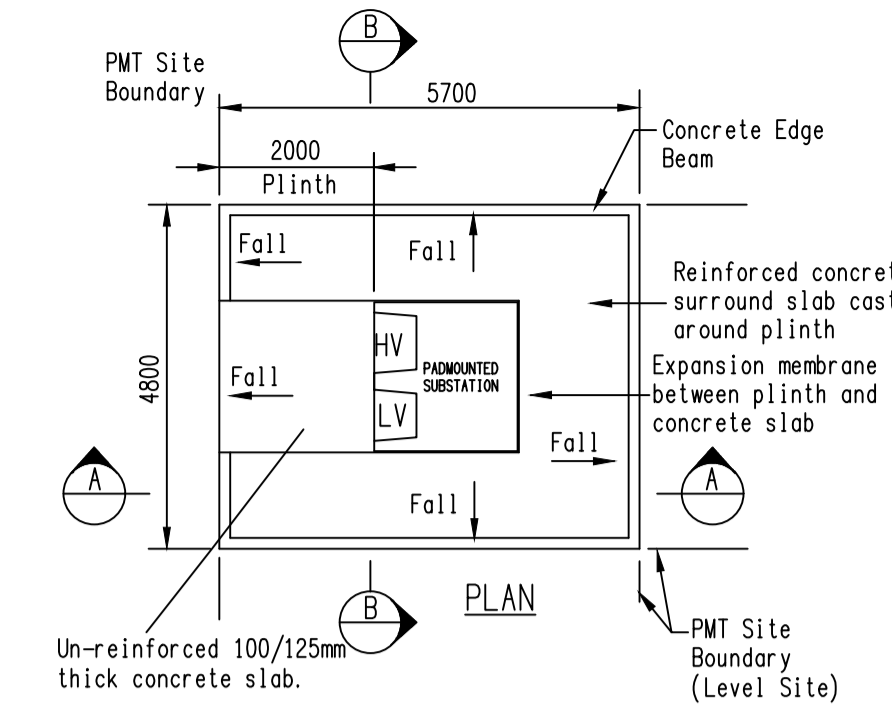 B
PMT Site
Boundary
5700
Concrete Edge
Beam
2000
Plinth
Fall
Fall
Reinforced concret
surround slab cast
around plinth
4800
HV
PADMOUNTED
SUBSTATION
Expansion membrane
between plinth and
concrete slab
Fall
LV
Fall
A
A
Fall
B
PLAN
Un-reinforced 100/125mm
thick concrete slab.
PMT Site
Boundary
(Level Site)